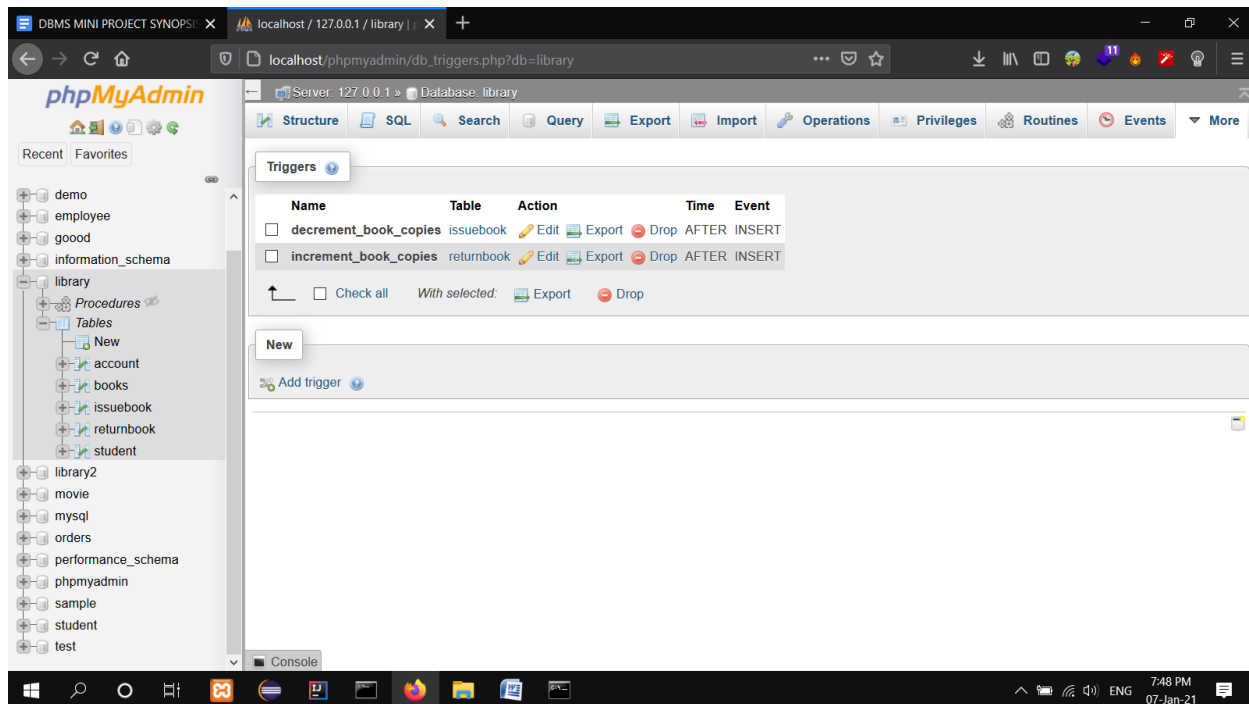 DBMS MINI PROJECT SYNOPSIS
localhost / 127.0.0.1 / library | p
localhost/phpmyadmin/db_triggers.php?db=library
11
phpMyAdmin
Recent Favorites
demo
employee
goood
information_schema
library
Procedures
Tables
New
account
books
issuebook
returnbook
student
library2
movie
mysql
orders
performance_schema
phpmyadmin
sample
student
test
Server: 127.0.0.1 » Database: library
Structure SQL Search Query Export Import Operations Privileges Routines Events More
Triggers
Name Table Action Time Event
decrement_book_copies issuebook Edit Export Drop AFTER INSERT
increment_book_copies returnbook Edit Export Drop AFTER INSERT
Check all With selected: Export Drop
New
Add trigger
Console
ENG
7:48 PM
07-Jan-21